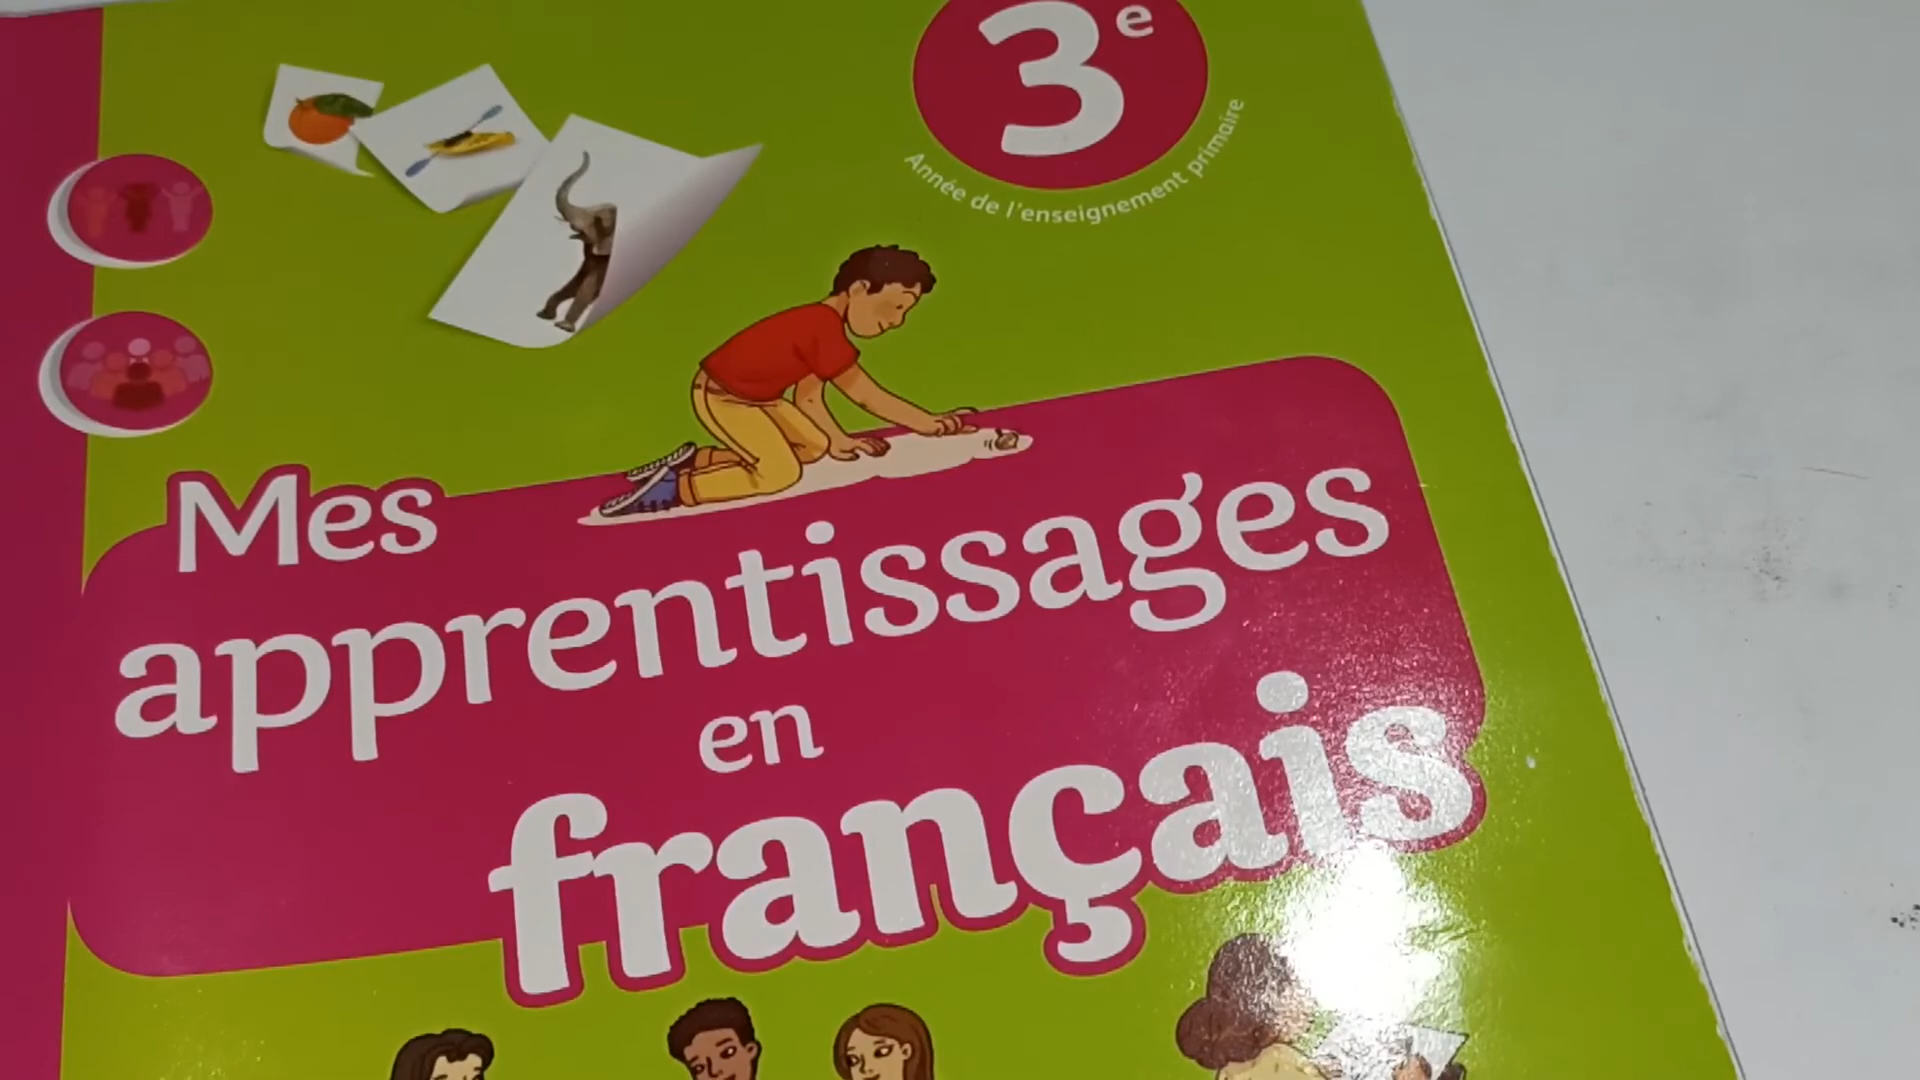 3e
Année de l'enseignement primaire
Mes
apprentissages
en
français